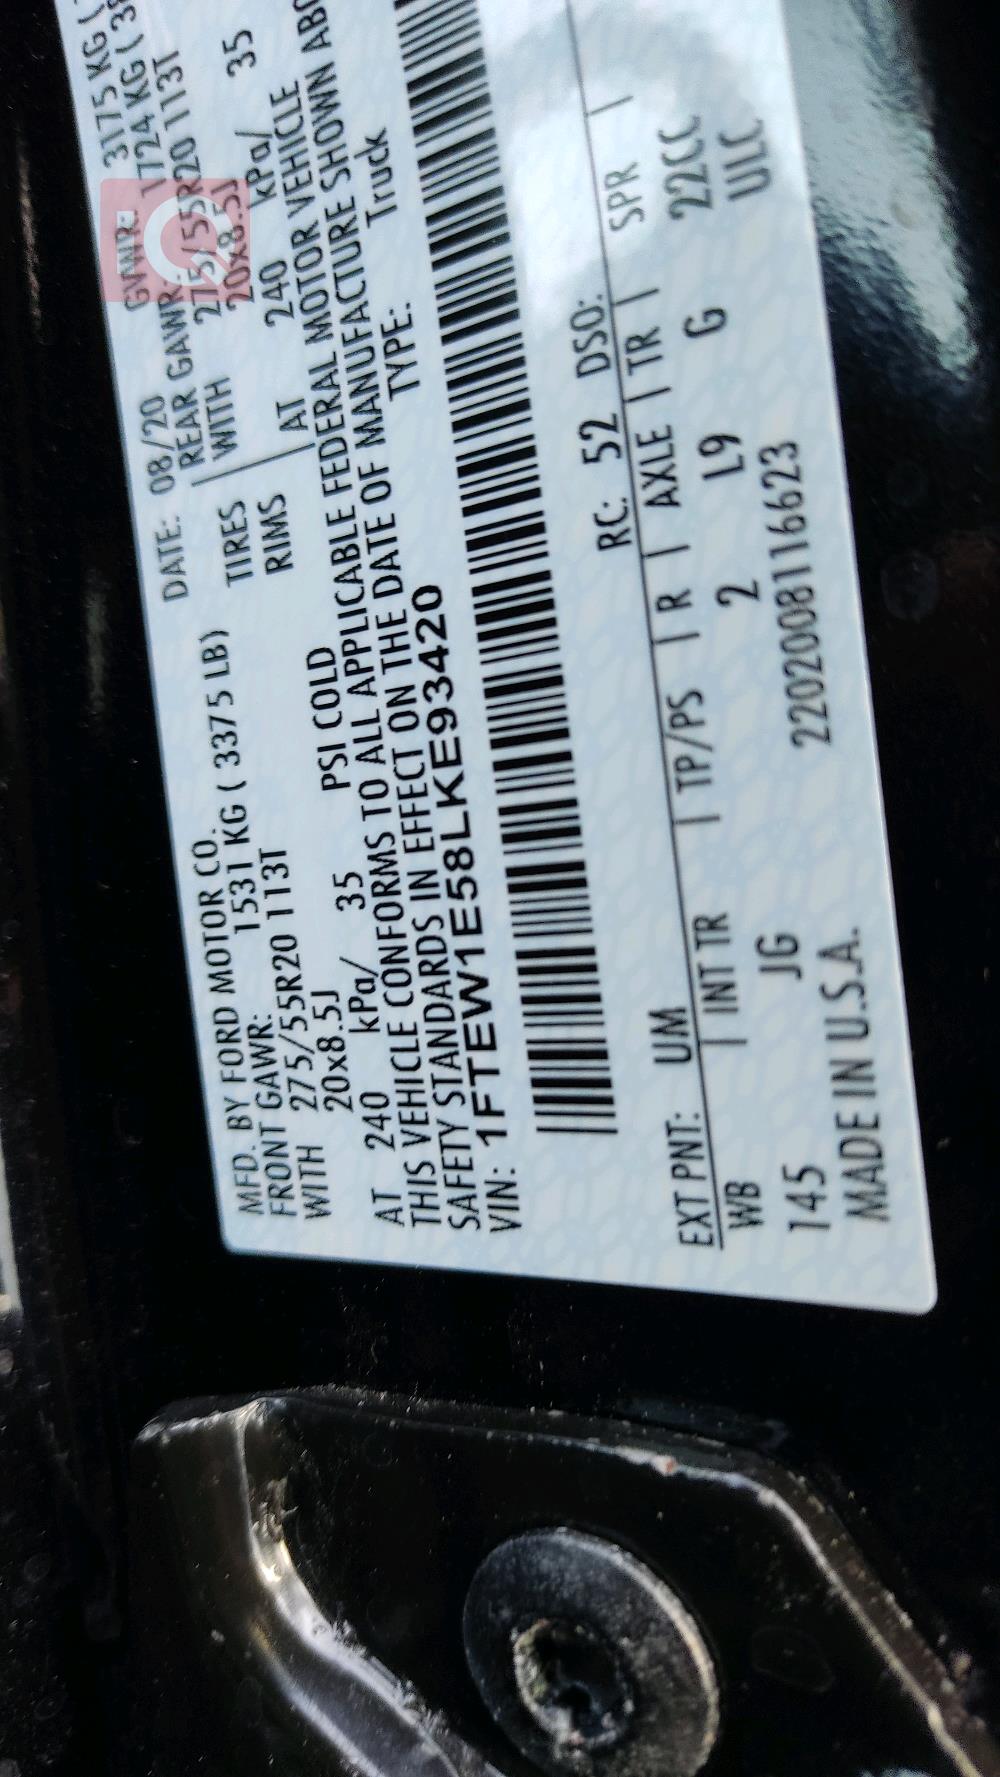 MFD. BY FORD MOTOR CO. DATE: 08/20 GVWR: 3175 KG (
FRONT GAWR: 1531 KG ( 3375 LB) REAR GAWR: 1724 KG (
WITH 275/55R20 113T TIRES WITH 275/55R20 113T
20x8.5J RIMS 20x8.5J
AT 240 kPa/ 35 PSI COLD AT 240 kPa/ 35
THIS VEHICLE CONFORMS TO ALL APPLICABLE FEDERAL MOTOR VEHICLE
SAFETY STANDARDS IN EFFECT ON THE DATE OF MANUFACTURE SHOWN
VIN: 1FTEW1E58LKE93420 TYPE: Truck
EXT PNT: UM RC: 52 DSO:
WB | INT TR | TP/PS | R | AXLE | TR | SPR |
145 JG 2 L9 G 22CC
22020081​16623 ULC
MADE IN U.S.A.